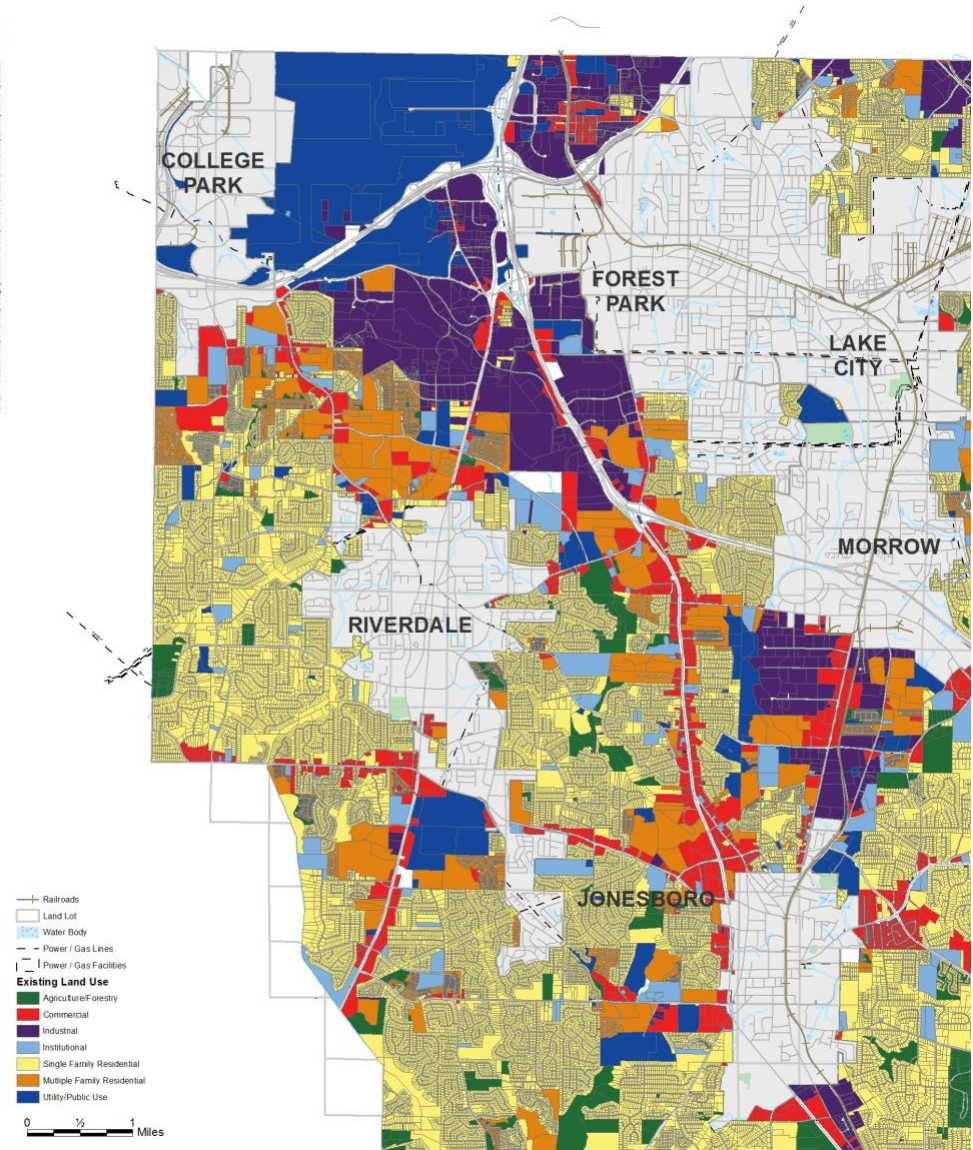 COLLEGE
PARK
FOREST
PARK
LAKE
CITY
MORROW
RIVERDALE
JONESBORO
Railroads
Land Lot
Water Body
Power / Gas Lines
Power / Gas Facilities
Existing Land Use
Agriculture/Forestry
Commercial
Industrial
Institutional
Single Family Residential
Mutliple Family Residential
Utility/Public Use
0 ½ 1
Miles